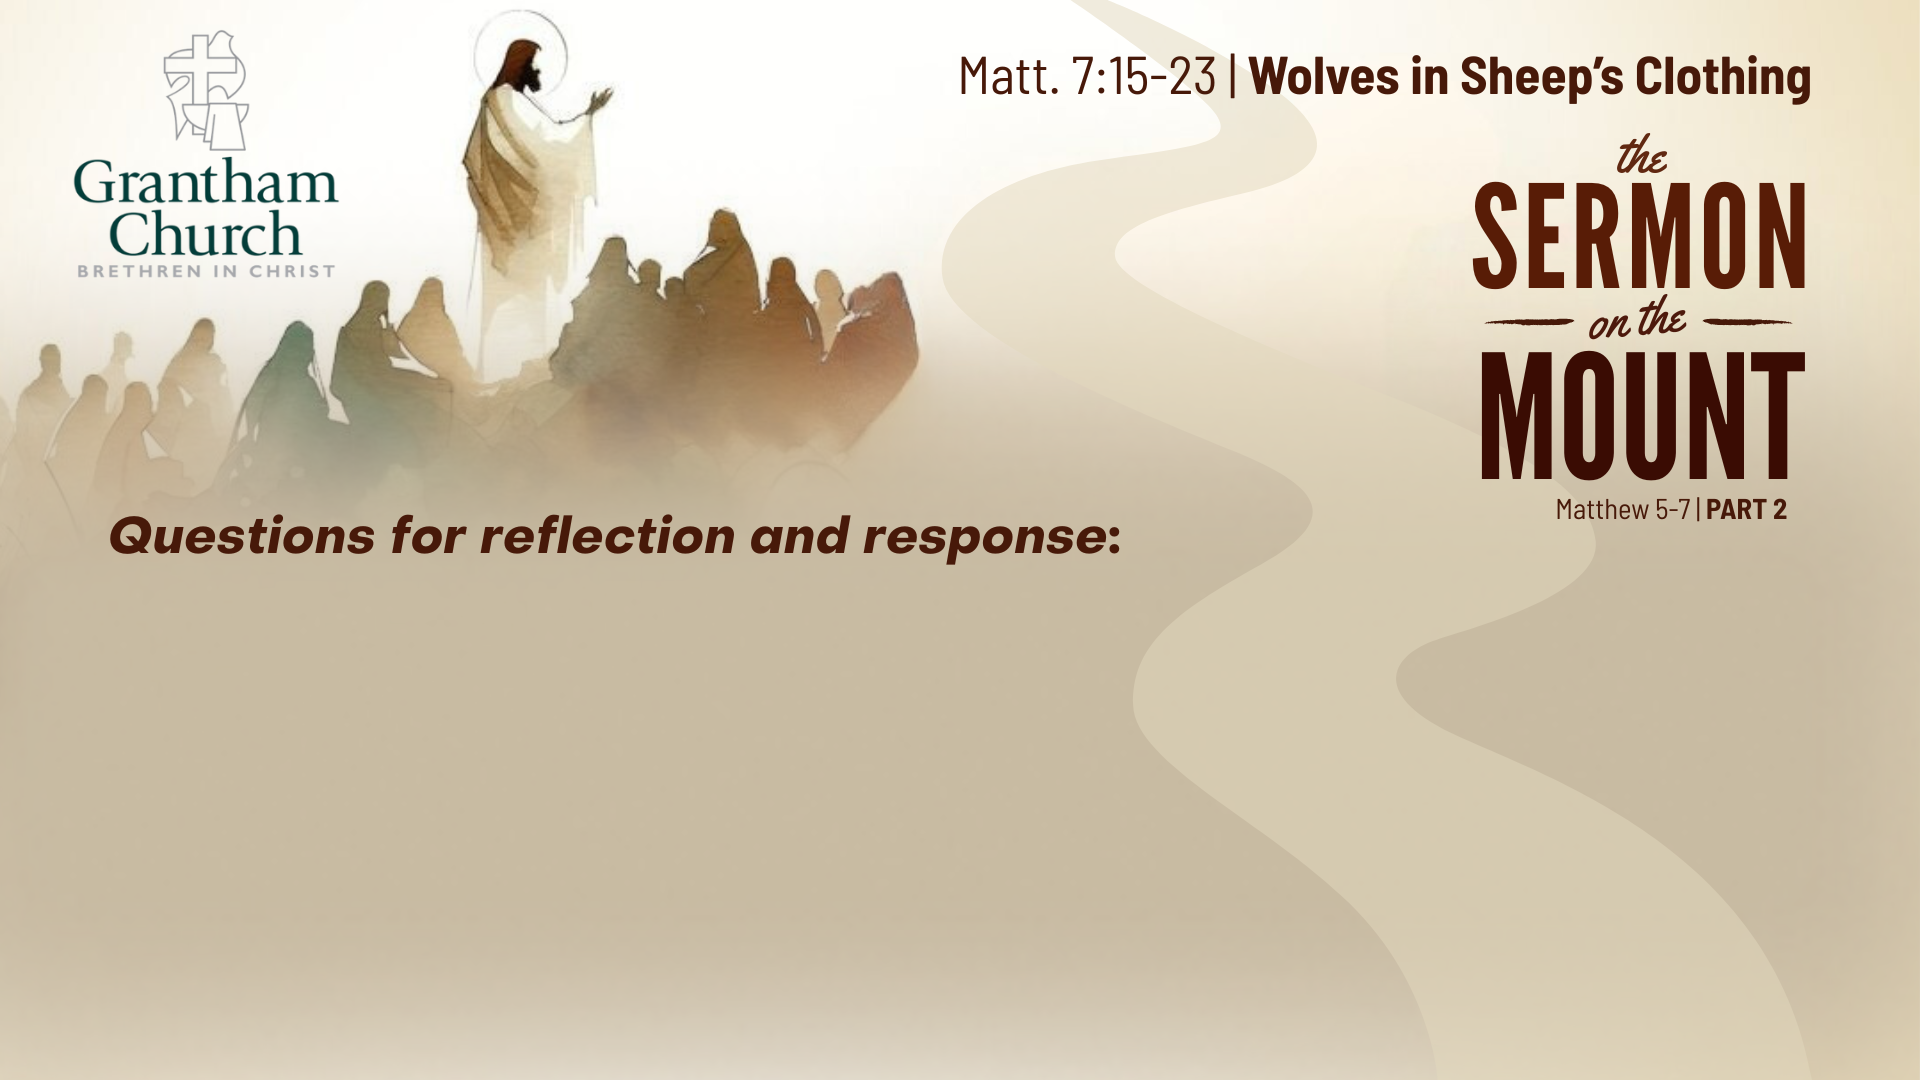 Grantham
Church
BRETHREN IN CHRIST
Matt. 7:15-23 | Wolves in Sheep’s Clothing
the
SERMON
on the
MOUNT
Matthew 5-7 | PART 2
Questions for reflection and response: